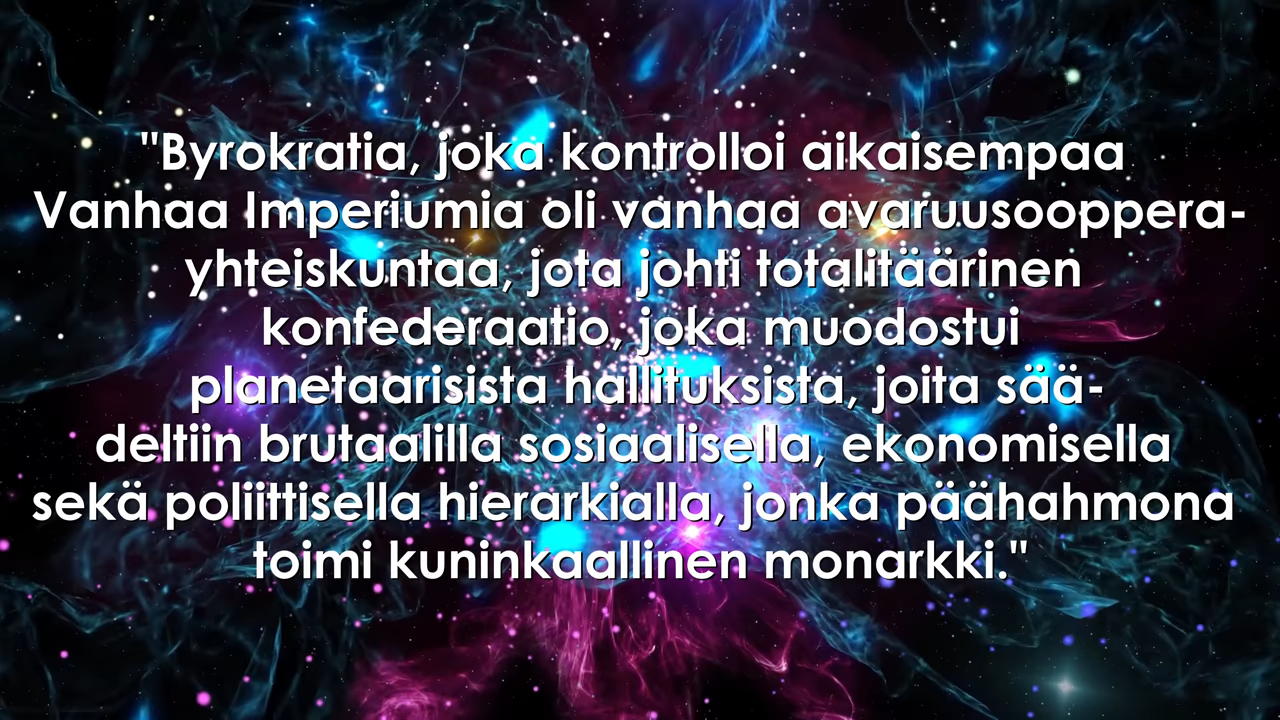 "Byrokratia, joka kontrolloi aikaisempaa
Vanhaa Imperiumia oli vanhaa avaruusooppera-
yhteiskuntaa, jota johti totalitäärinen
konfederaatio, joka muodostui
planetaarisista hallituksista, joita sää-
deltiin brutaalilla sosiaalisella, ekonomisella
sekä poliittisella hierarkialla, jonka päähahmona
toimi kuninkaallinen monarkki."